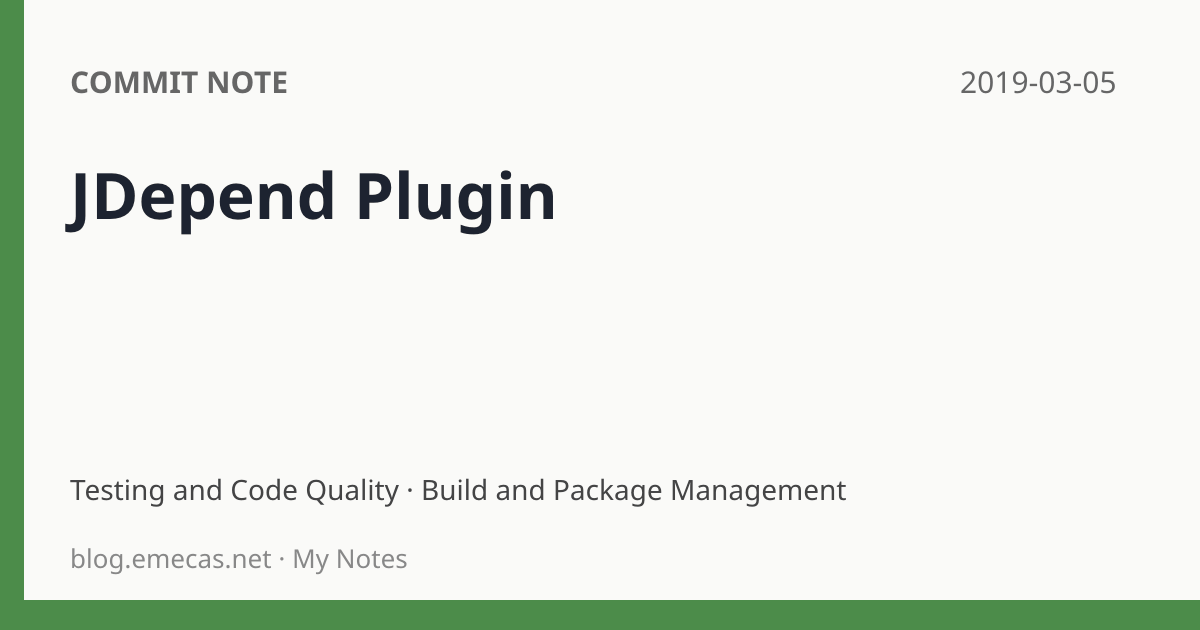 COMMIT NOTE
2019-03-05
JDepend Plugin
Testing and Code Quality · Build and Package Management
blog.emecas.net · My Notes